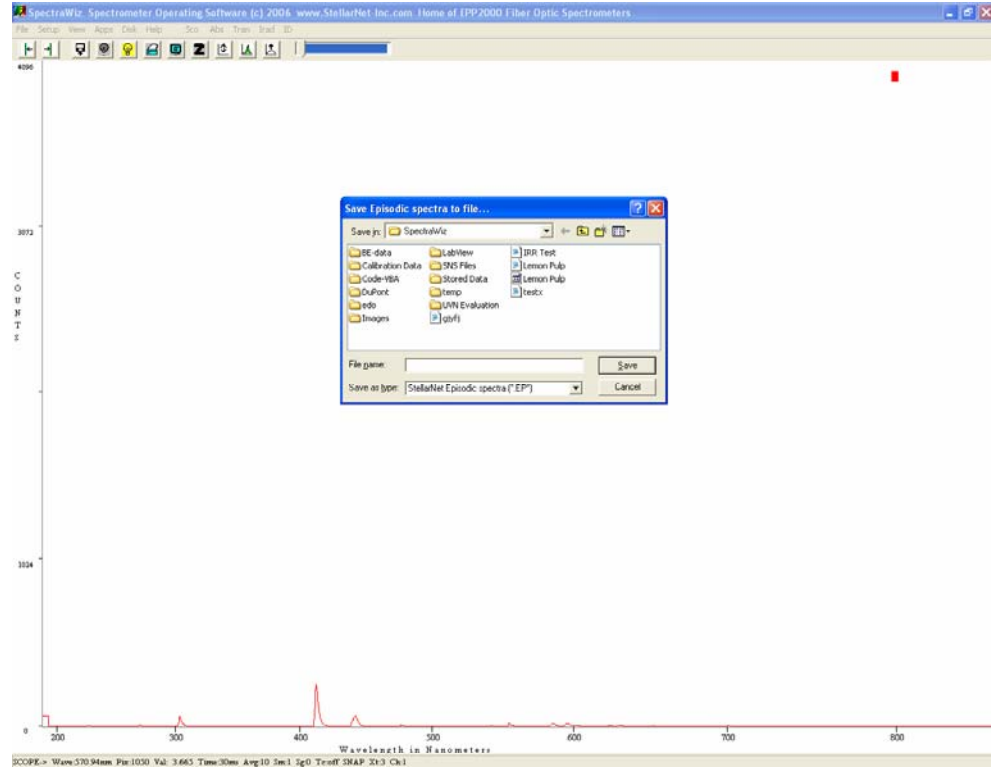 SpectraWiz Spectrometer Operating Software (c) 2006 www.StellarNet-Inc.com Home of EPP2000 Fiber Optic Spectrometers
File Setup View Apps Disk Help Sco Abs Tran Irad ID
4096
3072
COUNTS
1024
0
200 300 400 500 600 700 800
Wavelength in Nanometers
SCOPE-> Wave:570.94nm Pix:1050 Val: 3.665 Time:30ms Avg:10 Sm:1 Sg:0 Tc:off SNAP Xt:3 Ch:1
Save Episodic spectra to file...
Save in: SpectraWiz
BE-data
Calibration Data
Code-VBA
DuPont
edo
Images
LabView
SNS Files
Stored Data
temp
UVN Evaluation
IRR Test
Lemon Pulp
Lemon Pulp
testx
File name:
Save
Save as type: StellarNet Episodic spectra (*.EP*)
Cancel